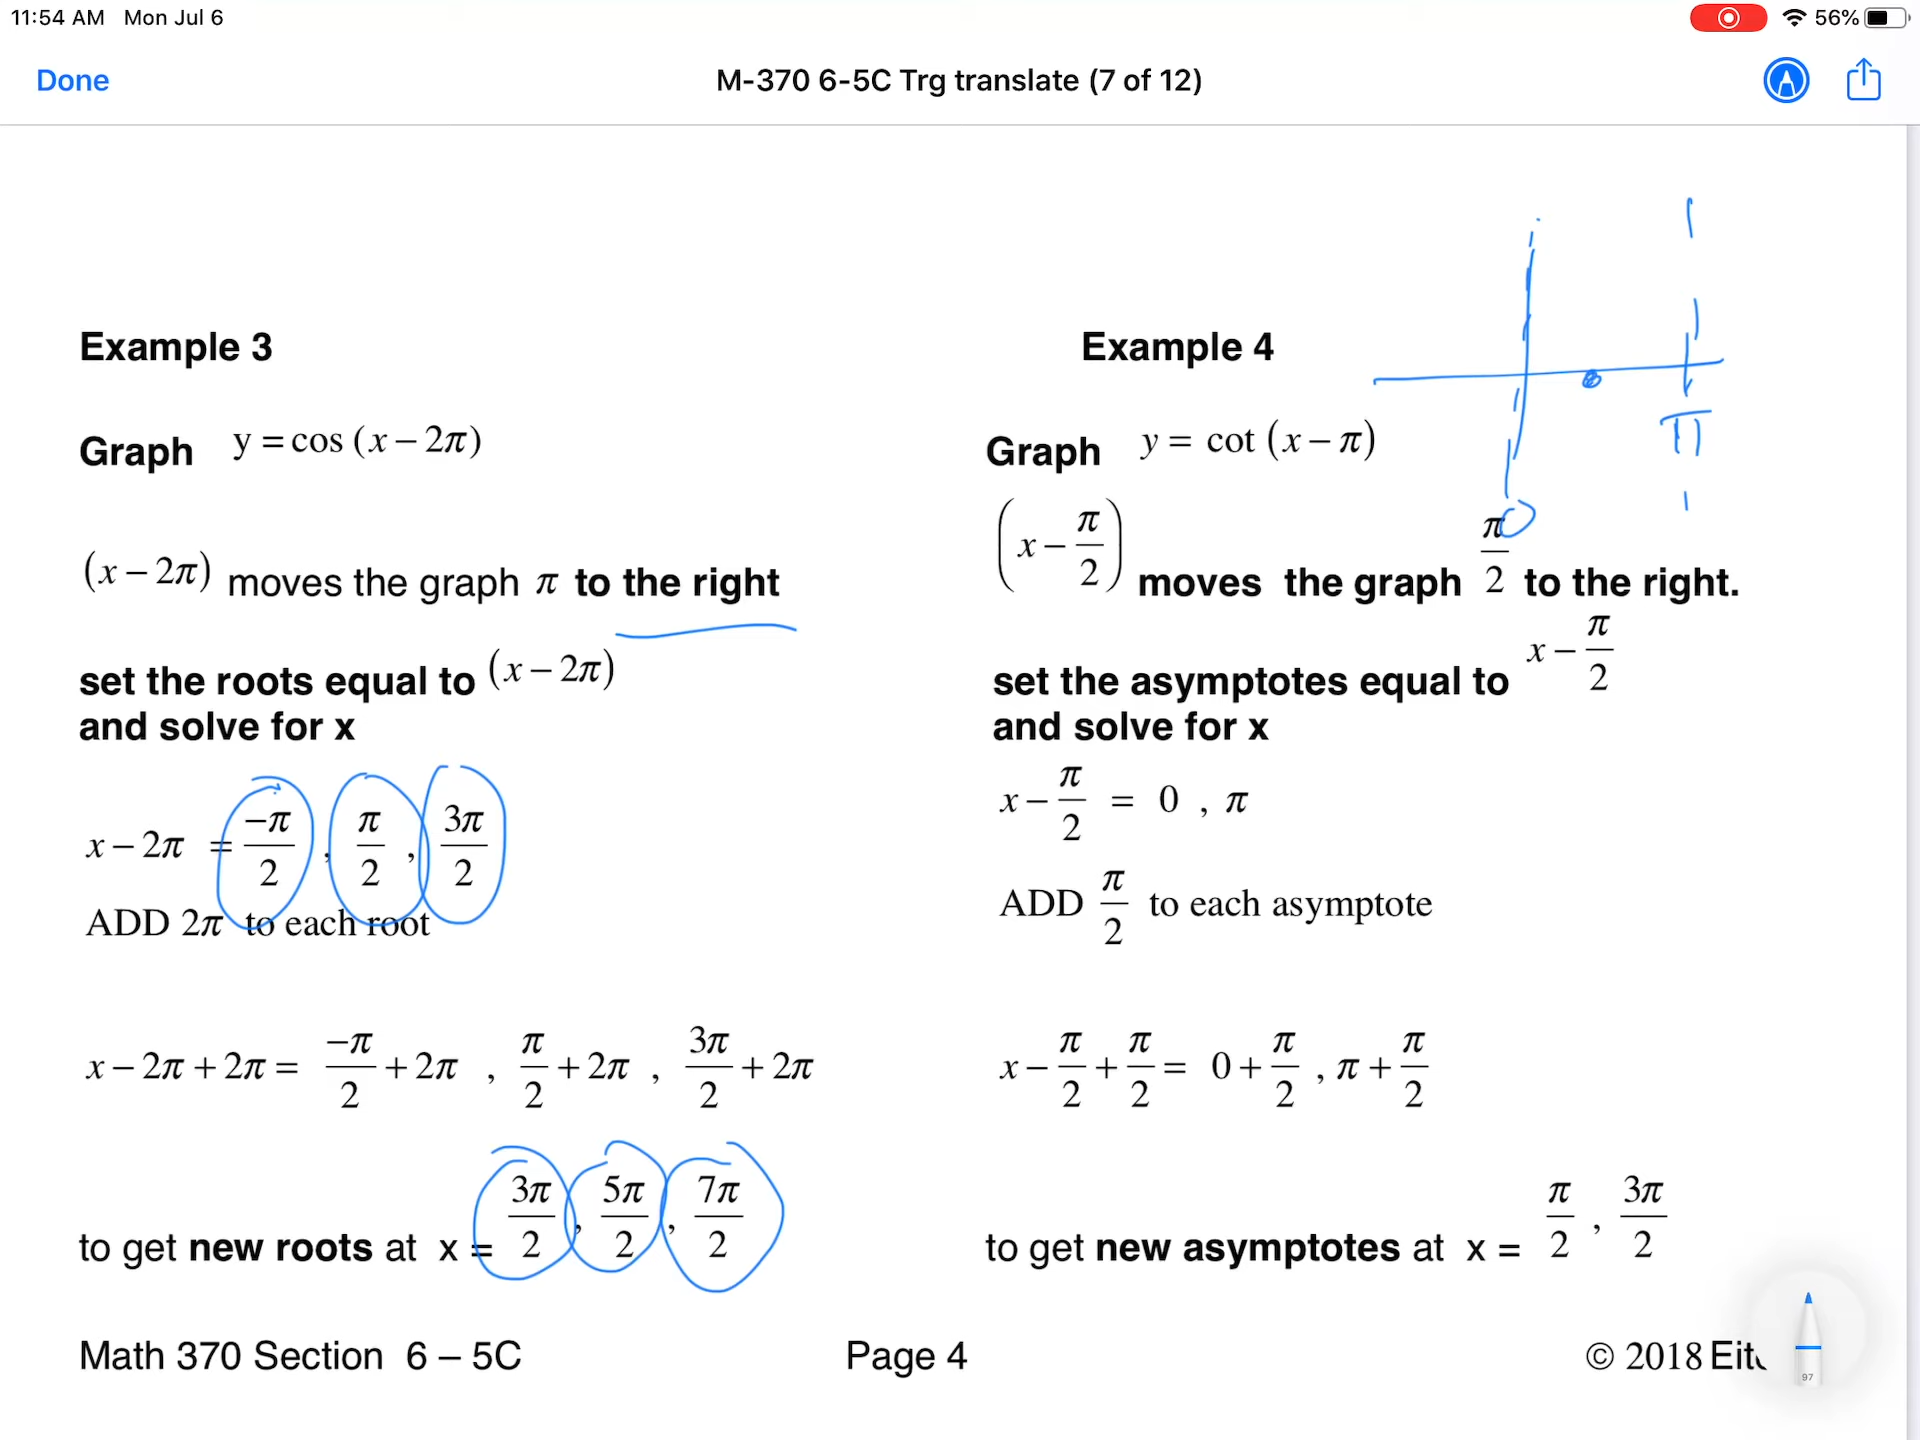 11:54 AM Mon Jul 6
56%
Done
M-370 6-5C Trg translate (7 of 12)
Example 3
Graph y = cos (x − 2π)
(x − 2π) moves the graph π to the right
set the roots equal to (x − 2π)
and solve for x
x − 2π = −π/2 , π/2 , 3π/2
ADD 2π to each root
x − 2π + 2π = −π/2 + 2π , π/2 + 2π , 3π/2 + 2π
to get new roots at x = 3π/2 , 5π/2 , 7π/2
Example 4
Graph y = cot (x − π)
π
0
(x − π/2) moves the graph π/2 to the right.
set the asymptotes equal to x − π/2
and solve for x
x − π/2 = 0 , π
ADD π/2 to each asymptote
x − π/2 + π/2 = 0 + π/2 , π + π/2
to get new asymptotes at x = π/2 , 3π/2
Math 370 Section 6 – 5C
Page 4
© 2018 Eit
97